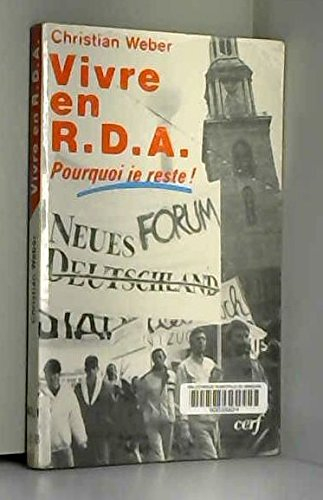 Christian Weber
Vivre
en
R.D.A.
Pourquoi je reste !
NEUES FORUM
DEUTSCHLAND
cerf
Christian Weber
Vivre en R.D.A.